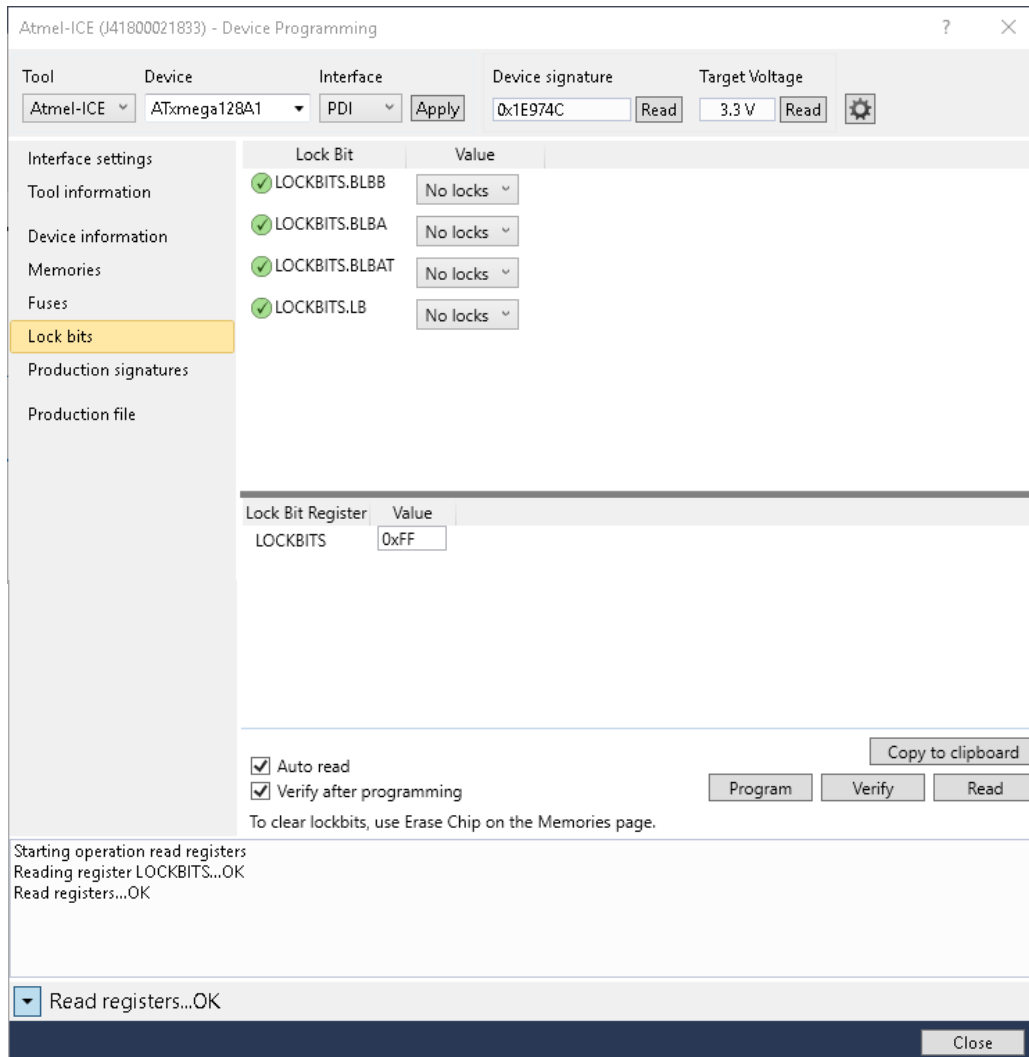 Atmel-ICE (J41800021833) - Device Programming ?
Tool Device Interface Device signature Target Voltage
Atmel-ICE ATxmega128A1 PDI Apply 0x1E974C Read 3.3 V Read
Interface settings
Tool information
Device information
Memories
Fuses
Lock bits
Production signatures
Production file
Lock Bit Value
LOCKBITS.BLBB No locks
LOCKBITS.BLBA No locks
LOCKBITS.BLBAT No locks
LOCKBITS.LB No locks
Lock Bit Register Value
LOCKBITS 0xFF
Copy to clipboard
Auto read
Verify after programming
Program Verify Read
To clear lockbits, use Erase Chip on the Memories page.
Starting operation read registers
Reading register LOCKBITS...OK
Read registers...OK
Read registers...OK
Close